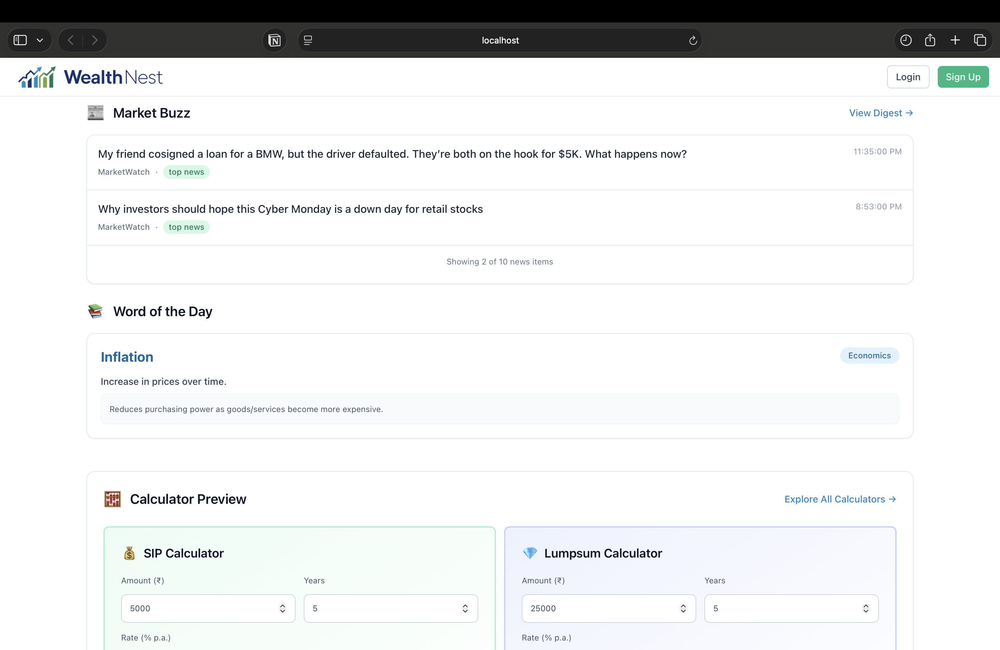 localhost
WealthNest
Login
Sign Up
Market Buzz
View Digest →
My friend cosigned a loan for a BMW, but the driver defaulted. They’re both on the hook for $5K. What happens now?
11:35:00 PM
MarketWatch · top news
Why investors should hope this Cyber Monday is a down day for retail stocks
8:53:00 PM
MarketWatch · top news
Showing 2 of 10 news items
Word of the Day
Inflation
Economics
Increase in prices over time.
Reduces purchasing power as goods/services become more expensive.
Calculator Preview
Explore All Calculators →
SIP Calculator
Amount (₹)
Years
5000
5
Rate (% p.a.)
Lumpsum Calculator
Amount (₹)
Years
25000
5
Rate (% p.a.)